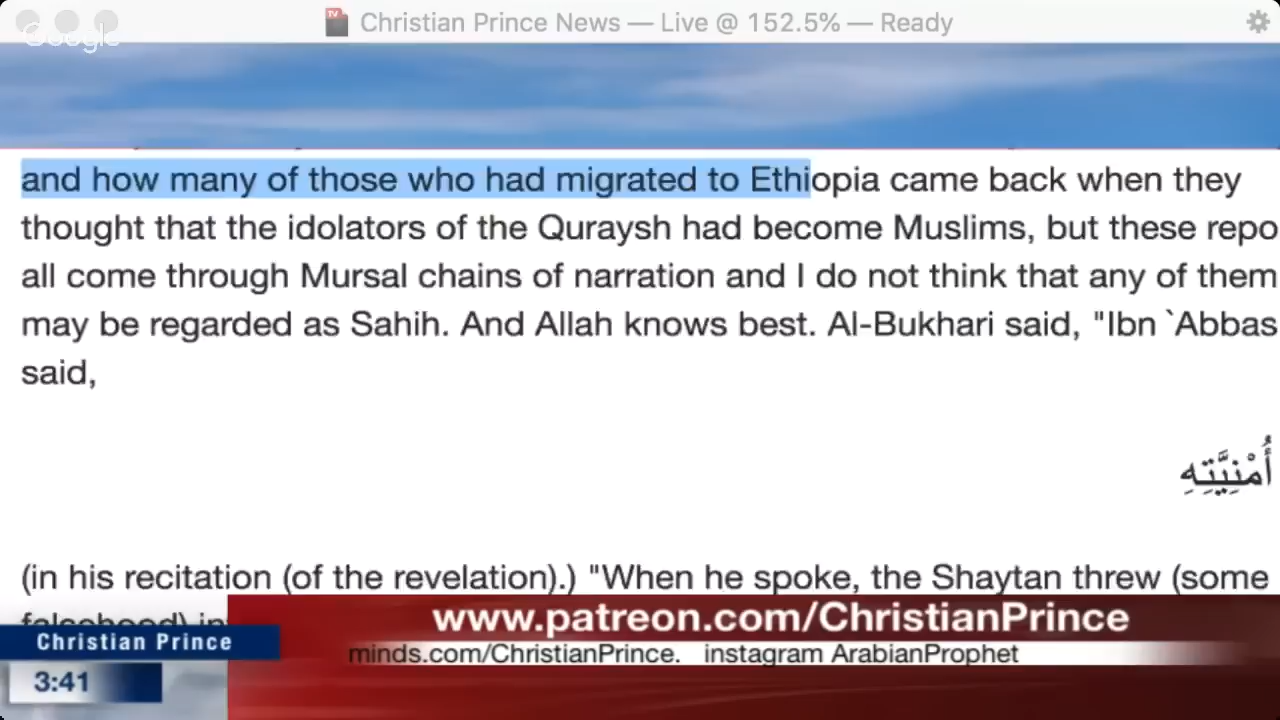 Christian Prince News — Live @ 152.5% — Ready
Google
and how many of those who had migrated to Ethiopia came back when they
thought that the idolators of the Quraysh had become Muslims, but these repo
all come through Mursal chains of narration and I do not think that any of them
may be regarded as Sahih. And Allah knows best. Al-Bukhari said, "Ibn `Abbas
said,
أُمْنِيَّتِهِ
(in his recitation (of the revelation).) "When he spoke, the Shaytan threw (some
falsehood) in
www.patreon.com/ChristianPrince
Christian Prince
minds.com/ChristianPrince. instagram ArabianProphet
3:41